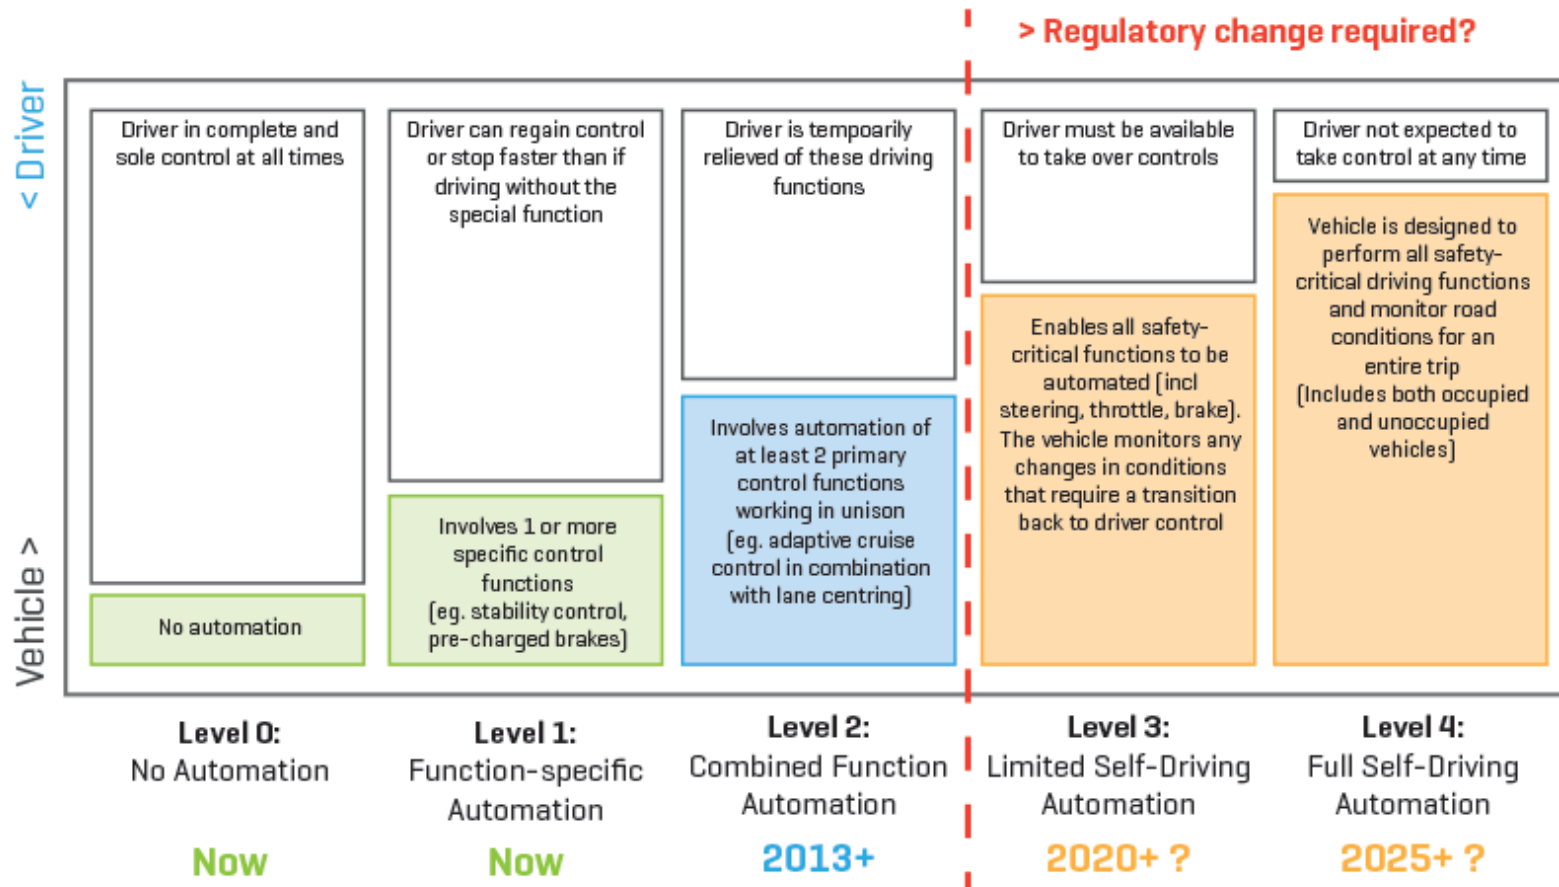 > Regulatory change required?
< Driver
Vehicle >
Driver in complete and
sole control at all times
No automation
Driver can regain control
or stop faster than if
driving without the
special function
Involves 1 or more
specific control
functions
(eg. stability control,
pre-charged brakes)
Driver is tempoarily
relieved of these driving
functions
Involves automation of
at least 2 primary
control functions
working in unison
(eg. adaptive cruise
control in combination
with lane centring)
Driver must be available
to take over controls
Enables all safety-
critical functions to be
automated (incl
steering, throttle, brake).
The vehicle monitors any
changes in conditions
that require a transition
back to driver control
Driver not expected to
take control at any time
Vehicle is designed to
perform all safety-
critical driving functions
and monitor road
conditions for an
entire trip
(Includes both occupied
and unoccupied
vehicles)
Level 0:
No Automation
Now
Level 1:
Function-specific
Automation
Now
Level 2:
Combined Function
Automation
2013+
Level 3:
Limited Self-Driving
Automation
2020+ ?
Level 4:
Full Self-Driving
Automation
2025+ ?